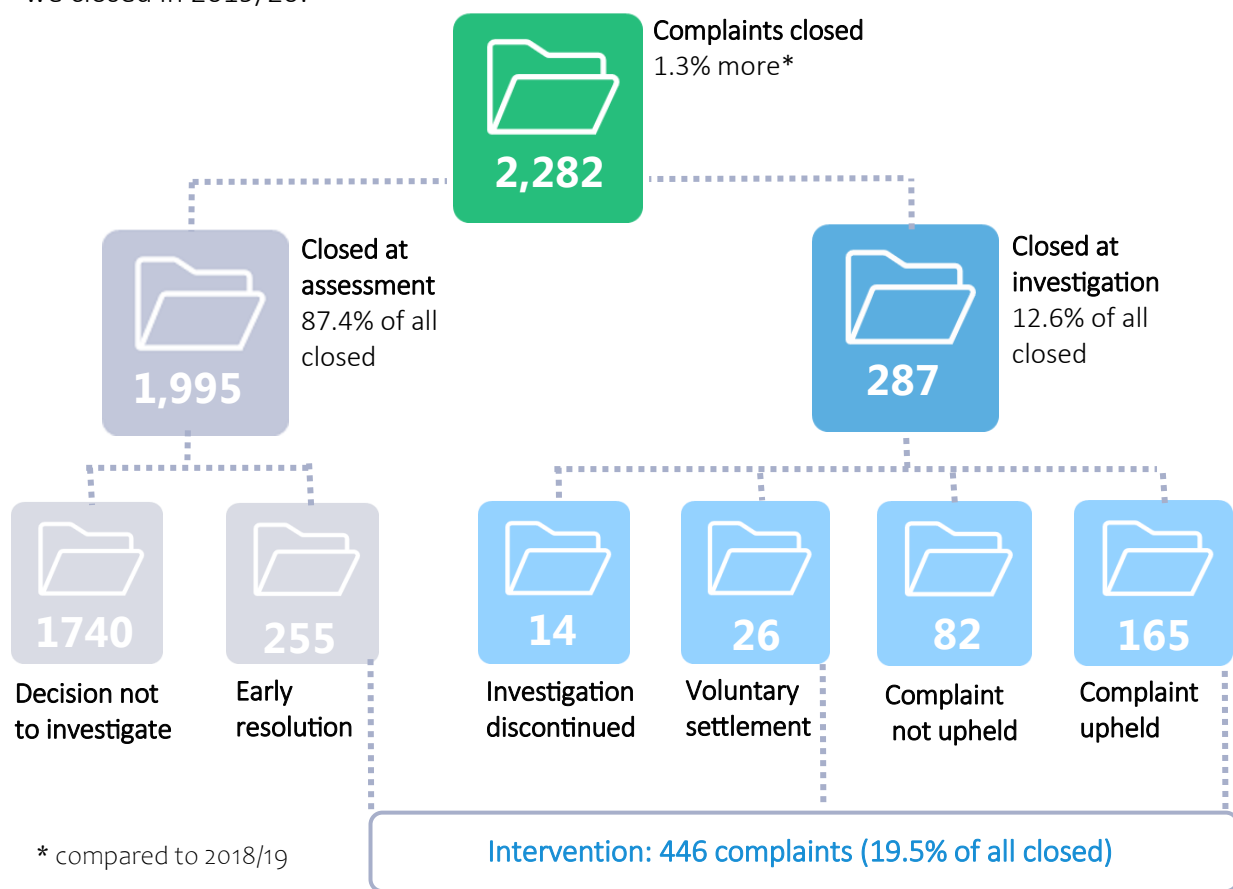 Complaints closed
1.3% more*
2,282
Closed at
assessment
87.4% of all
closed
1,995
Closed at
investigation
12.6% of all
closed
287
1740
Decision not
to investigate
255
Early
resolution
14
Investigation
discontinued
26
Voluntary
settlement
82
Complaint
not upheld
165
Complaint
upheld
Intervention: 446 complaints (19.5% of all closed)
* compared to 2018/19